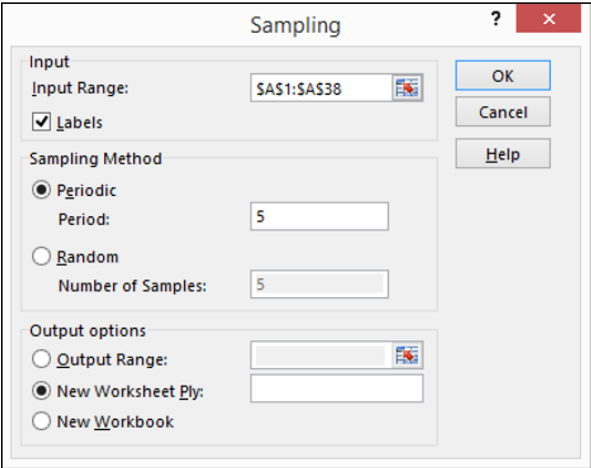 Sampling
?
×
Input
Input Range: $A$1:$A$38
Labels
OK
Cancel
Help
Sampling Method
Periodic
Period: 5
Random
Number of Samples: 5
Output options
Output Range:
New Worksheet Ply:
New Workbook